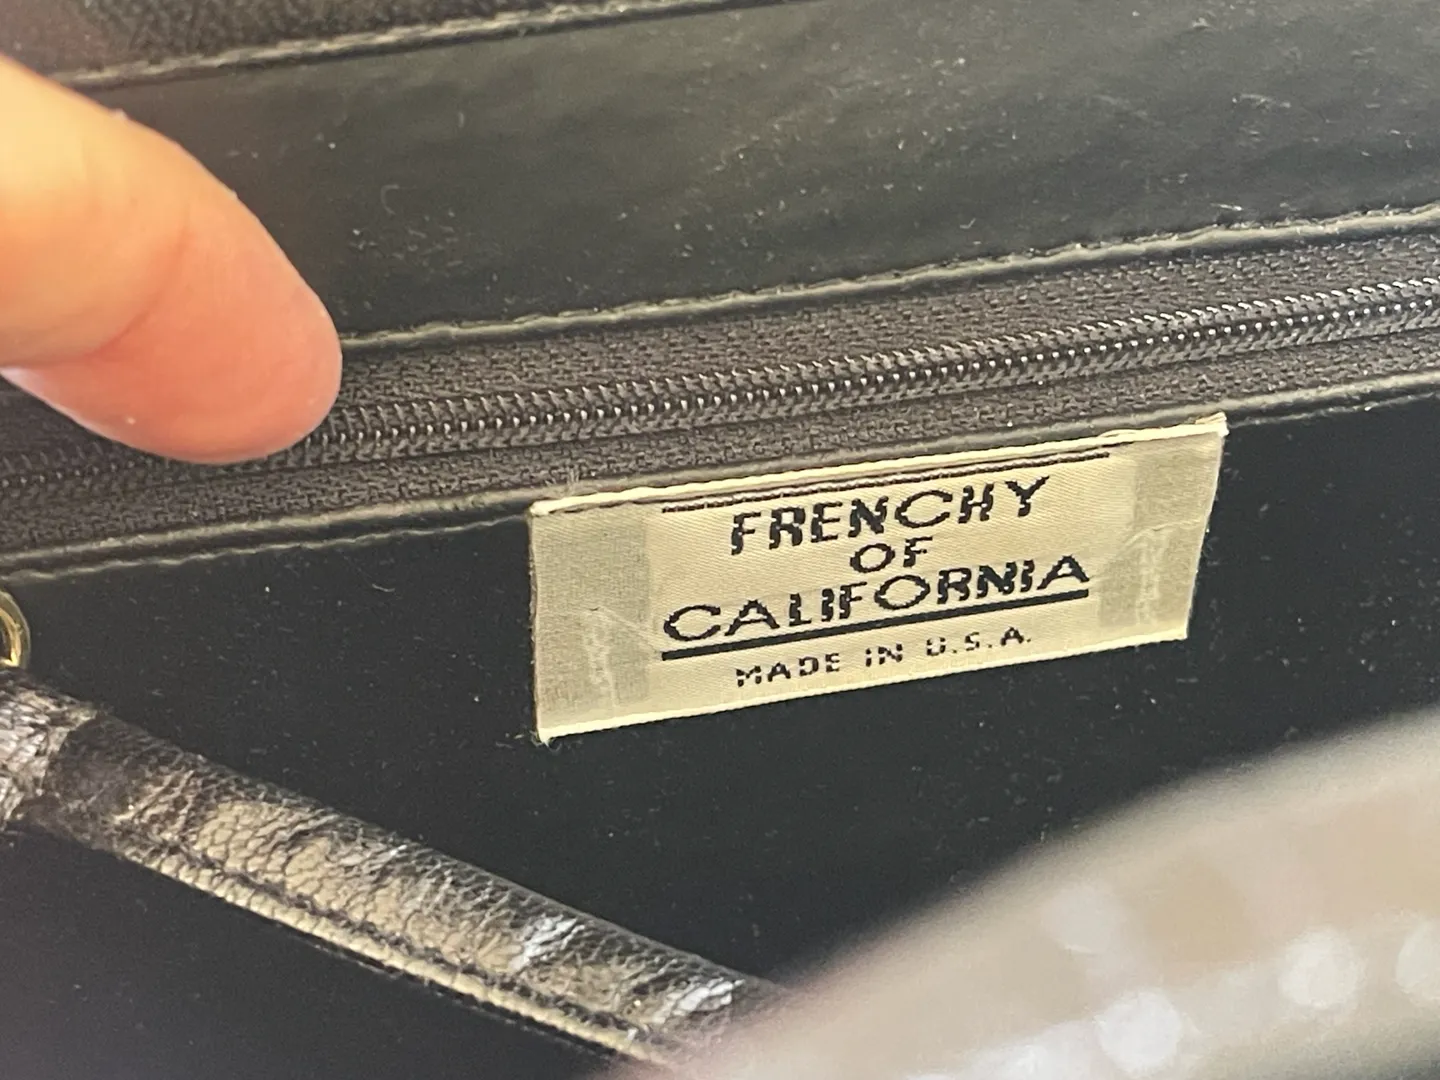 FRENCHY
OF
CALIFORNIA
MADE IN U.S.A.